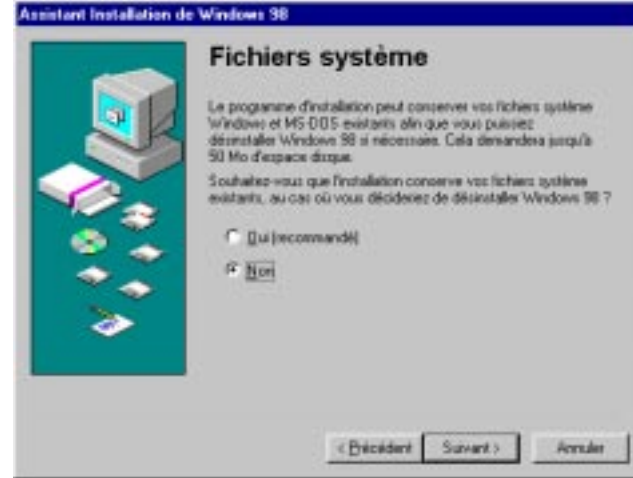 Assistant Installation de Windows 98
Fichiers système
Le programme d'installation peut conserver vos fichiers système
Windows et MS-DOS existants afin que vous puissiez
désinstaller Windows 98 si nécessaire. Cela demandera jusqu'à
50 Mo d'espace disque.
Souhaitez-vous que l'installation conserve vos fichiers système
existants, au cas où vous décideriez de désinstaller Windows 98 ?
Oui (recommandé)
Non
< Précédent
Suivant >
Annuler